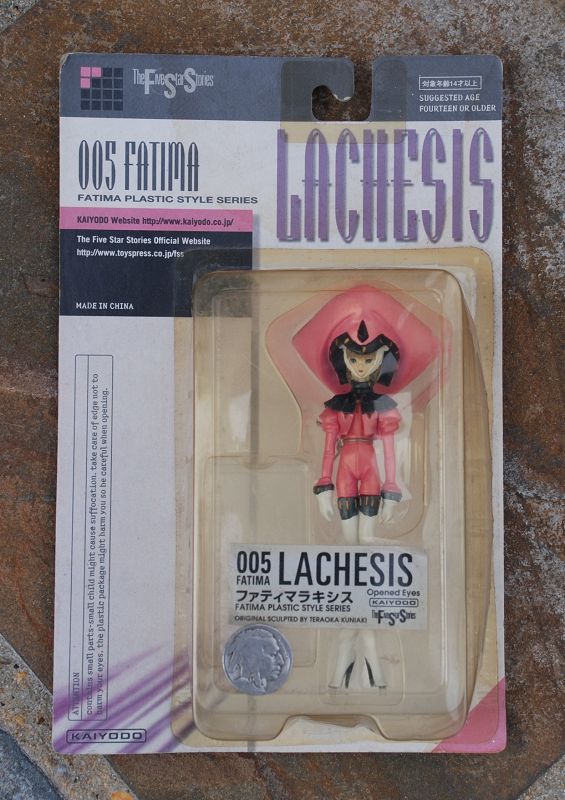 The FIVE STAR STORIES
対象年齢14才以上
SUGGESTED AGE
FOURTEEN OR OLDER
005 FATIMA
FATIMA PLASTIC STYLE SERIES
LACHESIS
KAIYODO Website http://www.kaiyodo.co.jp/
The Five Star Stories Official Website
http://www.toyspress.co.jp/fss
MADE IN CHINA
ATTENTION
contains small parts-small child might cause suffocation. take care of edge not to
harm your eyes, the plastic package might harm you so be careful when opening.
KAIYODO
005
FATIMA
LACHESIS
ファティマラキシス
Opened Eyes
FATIMA PLASTIC STYLE SERIES
KAIYODO
ORIGINAL SCULPTED BY TERAOKA KUNIAKI
The FIVE STAR STORIES